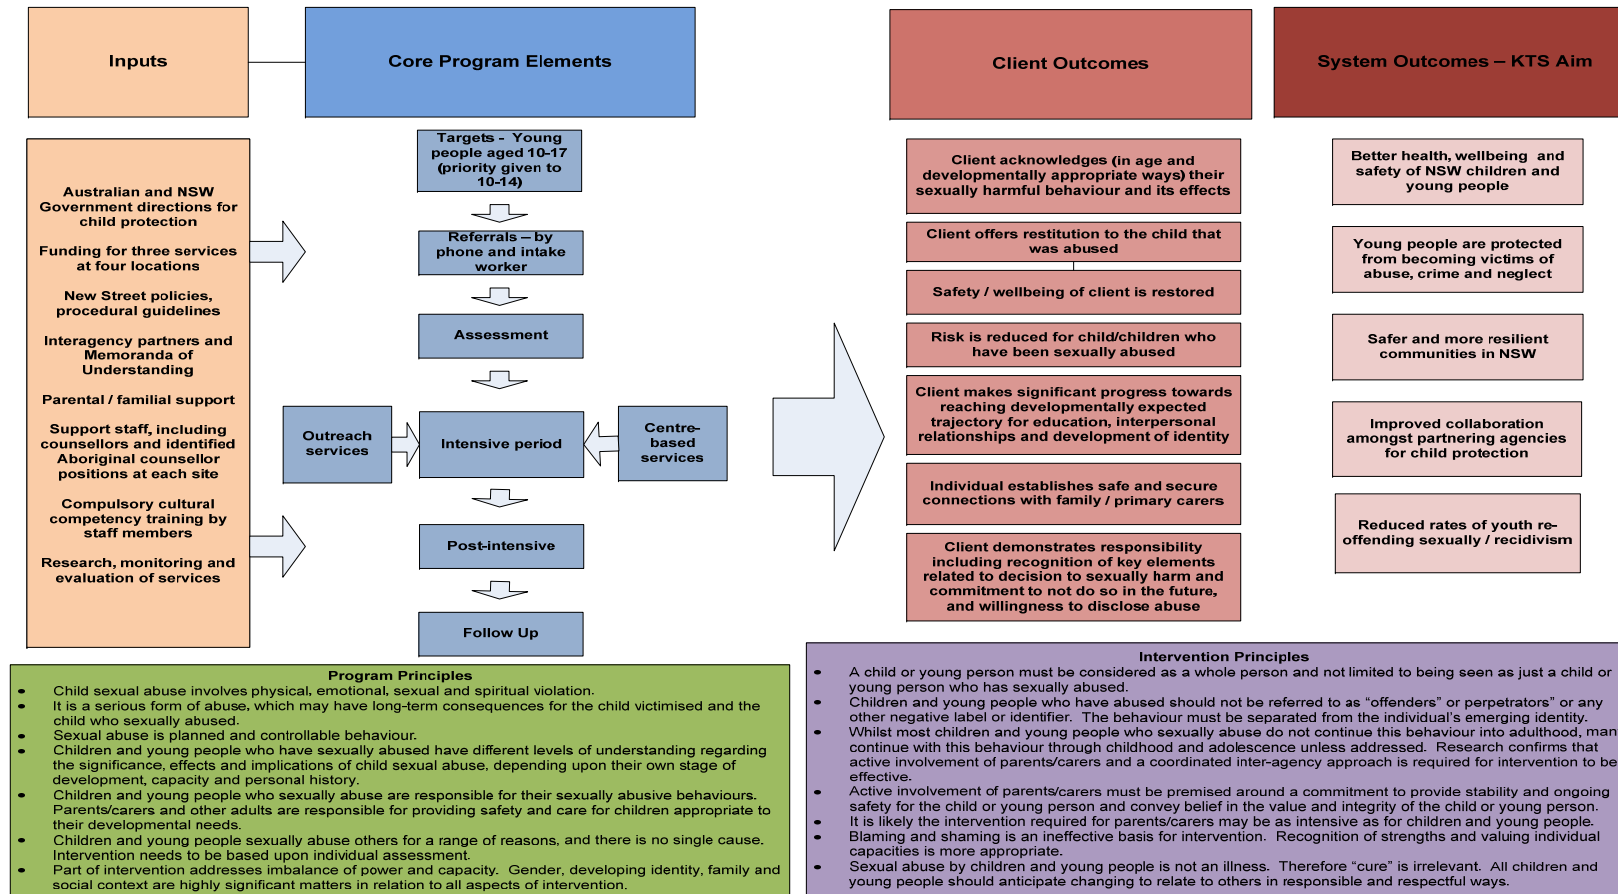 Inputs
Core Program Elements
Client Outcomes
System Outcomes – KTS Aim
Australian and NSW
Government directions for
child protection
Funding for three services
at four locations
New Street policies,
procedural guidelines
Interagency partners and
Memoranda of
Understanding
Parental / familial support
Support staff, including
counsellors and identified
Aboriginal counsellor
positions at each site
Compulsory cultural
competency training by
staff members
Research, monitoring and
evaluation of services
Targets - Young
people aged 10-17
(priority given to
10-14)
Referrals – by
phone and intake
worker
Assessment
Outreach
services
Intensive period
Centre-
based
services
Post-intensive
Follow Up
Client acknowledges (in age and
developmentally appropriate ways) their
sexually harmful behaviour and its effects
Client offers restitution to the child that
was abused
Safety / wellbeing of client is restored
Risk is reduced for child/children who
have been sexually abused
Client makes significant progress towards
reaching developmentally expected
trajectory for education, interpersonal
relationships and development of identity
Individual establishes safe and secure
connections with family / primary carers
Client demonstrates responsibility
including recognition of key elements
related to decision to sexually harm and
commitment to not do so in the future,
and willingness to disclose abuse
Better health, wellbeing and
safety of NSW children and
young people
Young people are protected
from becoming victims of
abuse, crime and neglect
Safer and more resilient
communities in NSW
Improved collaboration
amongst partnering agencies
for child protection
Reduced rates of youth re-
offending sexually / recidivism
Program Principles
• Child sexual abuse involves physical, emotional, sexual and spiritual violation.
• It is a serious form of abuse, which may have long-term consequences for the child victimised and the
child who sexually abused.
• Sexual abuse is planned and controllable behaviour.
• Children and young people who have sexually abused have different levels of understanding regarding
the significance, effects and implications of child sexual abuse, depending upon their own stage of
development, capacity and personal history.
• Children and young people who sexually abuse are responsible for their sexually abusive behaviours.
Parents/carers and other adults are responsible for providing safety and care for children appropriate to
their developmental needs.
• Children and young people sexually abuse others for a range of reasons, and there is no single cause.
Intervention needs to be based upon individual assessment.
• Part of intervention addresses imbalance of power and capacity. Gender, developing identity, family and
social context are highly significant matters in relation to all aspects of intervention.
Intervention Principles
• A child or young person must be considered as a whole person and not limited to being seen as just a child or
young person who has sexually abused.
• Children and young people who have abused should not be referred to as “offenders” or perpetrators” or any
other negative label or identifier. The behaviour must be separated from the individual’s emerging identity.
• Whilst most children and young people who sexually abuse do not continue this behaviour into adulthood, man
continue with this behaviour through childhood and adolescence unless addressed. Research confirms that
active involvement of parents/carers and a coordinated inter-agency approach is required for intervention to be
effective.
• Active involvement of parents/carers must be premised around a commitment to provide stability and ongoing
safety for the child or young person and convey belief in the value and integrity of the child or young person.
• It is likely the intervention required for parents/carers may be as intensive as for children and young people.
• Blaming and shaming is an ineffective basis for intervention. Recognition of strengths and valuing individual
capacities is more appropriate.
• Sexual abuse by children and young people is not an illness. Therefore “cure” is irrelevant. All children and
young people should anticipate changing to relate to others in responsible and respectful ways.